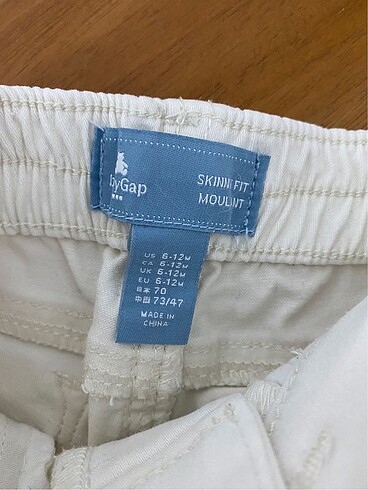 byGap
SKINNY FIT
MOULANT
US 6-12M
CA 6-12M
UK 6-12M
EU 6-12M
日本 70
中国 73/47
MADE IN
CHINA